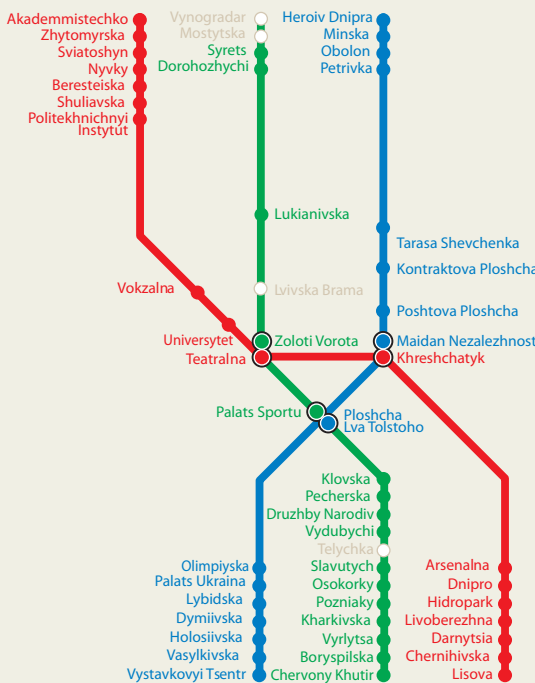 Akademmistechko
Zhytomyrska
Sviatoshyn
Nyvky
Beresteiska
Shuliavska
Politekhnichnyi
Instytut
Vokzalna
Universytet
Teatralna
Vynogradar
Mostytska
Syrets
Dorohozhychi
Lukianivska
Lvivska Brama
Zoloti Vorota
Heroiv Dnipra
Minska
Obolon
Petrivka
Tarasa Shevchenka
Kontraktova Ploshcha
Poshtova Ploshcha
Maidan Nezalezhnost
Khreshchatyk
Palats Sportu
Ploshcha
Lva Tolstoho
Klovska
Pecherska
Druzhby Narodiv
Vydubychi
Telychka
Slavutych
Osokorky
Pozniaky
Kharkivska
Vyrlytsa
Boryspilska
Chervony Khutir
Olimpiyska
Palats Ukraina
Lybidska
Dymiivska
Holosiivska
Vasylkivska
Vystavkovyi Tsentr
Arsenalna
Dnipro
Hidropark
Livoberezhna
Darnytsia
Chernihivska
Lisova